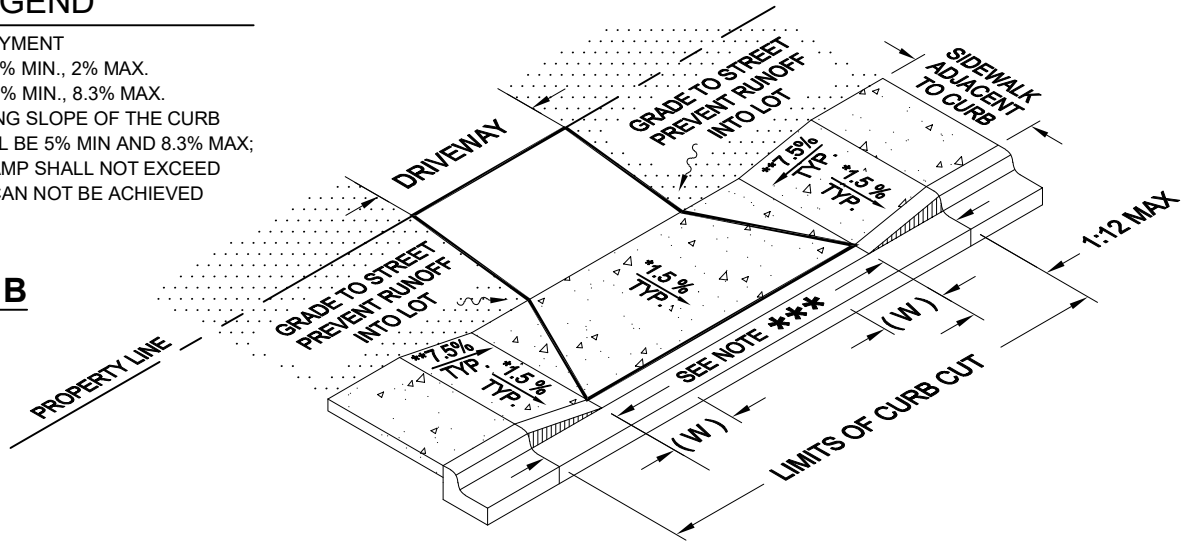 GEND
YMENT
% MIN., 2% MAX.
% MIN., 8.3% MAX.
NG SLOPE OF THE CURB
L BE 5% MIN AND 8.3% MAX;
AMP SHALL NOT EXCEED
CAN NOT BE ACHIEVED
B
PROPERTY LINE
DRIVEWAY
GRADE TO STREET
PREVENT RUNOFF
INTO LOT
GRADE TO STREET
PREVENT RUNOFF
INTO LOT
SIDEWALK
ADJACENT
TO CURB
**7.5%
TYP.
*1.5%
TYP.
*1.5%
TYP.
**7.5%
TYP.
*1.5%
TYP.
1:12 MAX
SEE NOTE ***
(W)
(W)
LIMITS OF CURB CUT